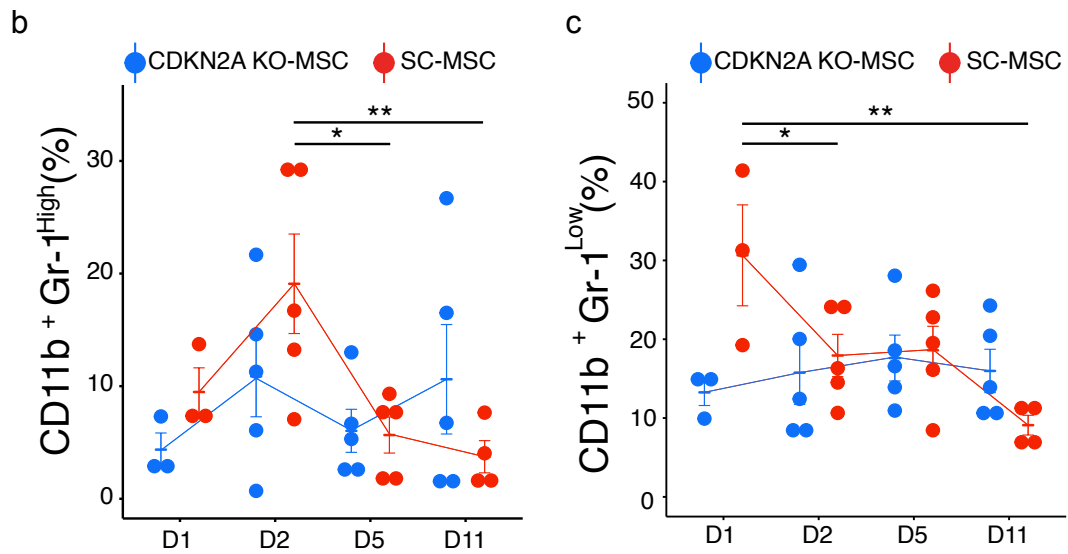 b
CDKN2A KO-MSC SC-MSC
CD11b + Gr-1High(%)
**
*
30
20
10
0
D1 D2 D5 D11
c
CDKN2A KO-MSC SC-MSC
CD11b + Gr-1Low(%)
**
*
50
40
30
20
10
0
D1 D2 D5 D11